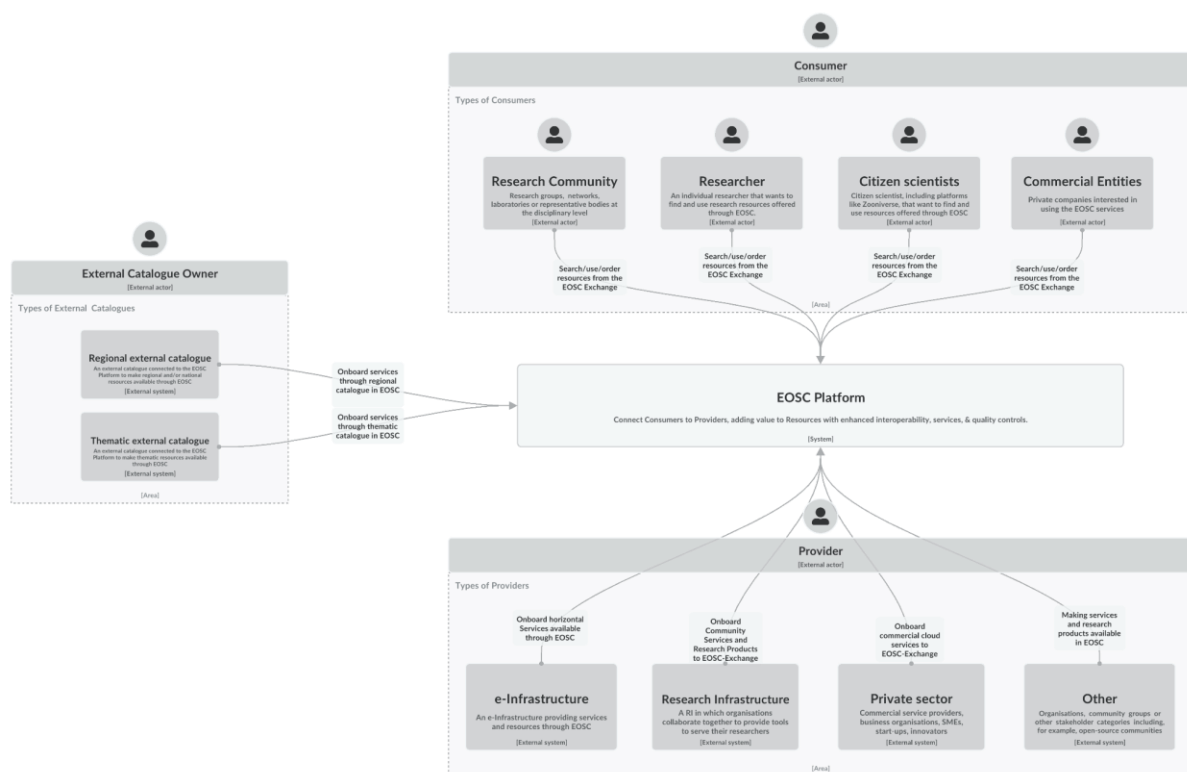 Consumer
[External actor]
Types of Consumers
Research Community
Research groups, networks,
laboratories or representative bodies at
the disciplinary level
[External actor]
Researcher
An individual researcher that wants to
find and use research resources offered
through EOSC.
[External actor]
Citizen scientists
Citizen scientist, including platforms
like Zooniverse, that want to find and
use resources offered through EOSC
[External actor]
Commercial Entities
Private companies interested in
using the EOSC services
[External actor]
Search/use/order
resources from the
EOSC Exchange
Search/use/order
resources from the
EOSC Exchange
Search/use/order
resources from the
EOSC Exchange
Search/use/order
resources from the
EOSC Exchange
[Area]
External Catalogue Owner
[External actor]
Types of External Catalogues
Regional external catalogue
An external catalogue connected to the EOSC
Platform to make regional and/or national
resources available through EOSC
[External system]
Thematic external catalogue
An external catalogue connected to the EOSC
Platform to make thematic resources available
through EOSC
[External system]
[Area]
Onboard services
through regional
catalogue in EOSC
Onboard services
through thematic
catalogue in EOSC
EOSC Platform
Connect Consumers to Providers, adding value to Resources with enhanced interoperability, services, & quality controls.
[System]
Provider
[External actor]
Types of Providers
Onboard horizontal
Services available
through EOSC
Onboard
Community
Services and
Research Products
to EOSC-Exchange
Onboard
commercial cloud
services to
EOSC-Exchange
Making services
and research
products available
in EOSC
e-Infrastructure
An e-Infrastructure providing services
and resources through EOSC
[External system]
Research Infrastructure
A RI in which organisations
collaborate together to provide tools
to serve their researchers
[External system]
Private sector
Commercial service providers,
business organisations, SMEs,
start-ups, innovators
[External system]
Other
Organisations, community groups or
other stakeholder categories including,
for example, open-source communities
[External system]
[Area]